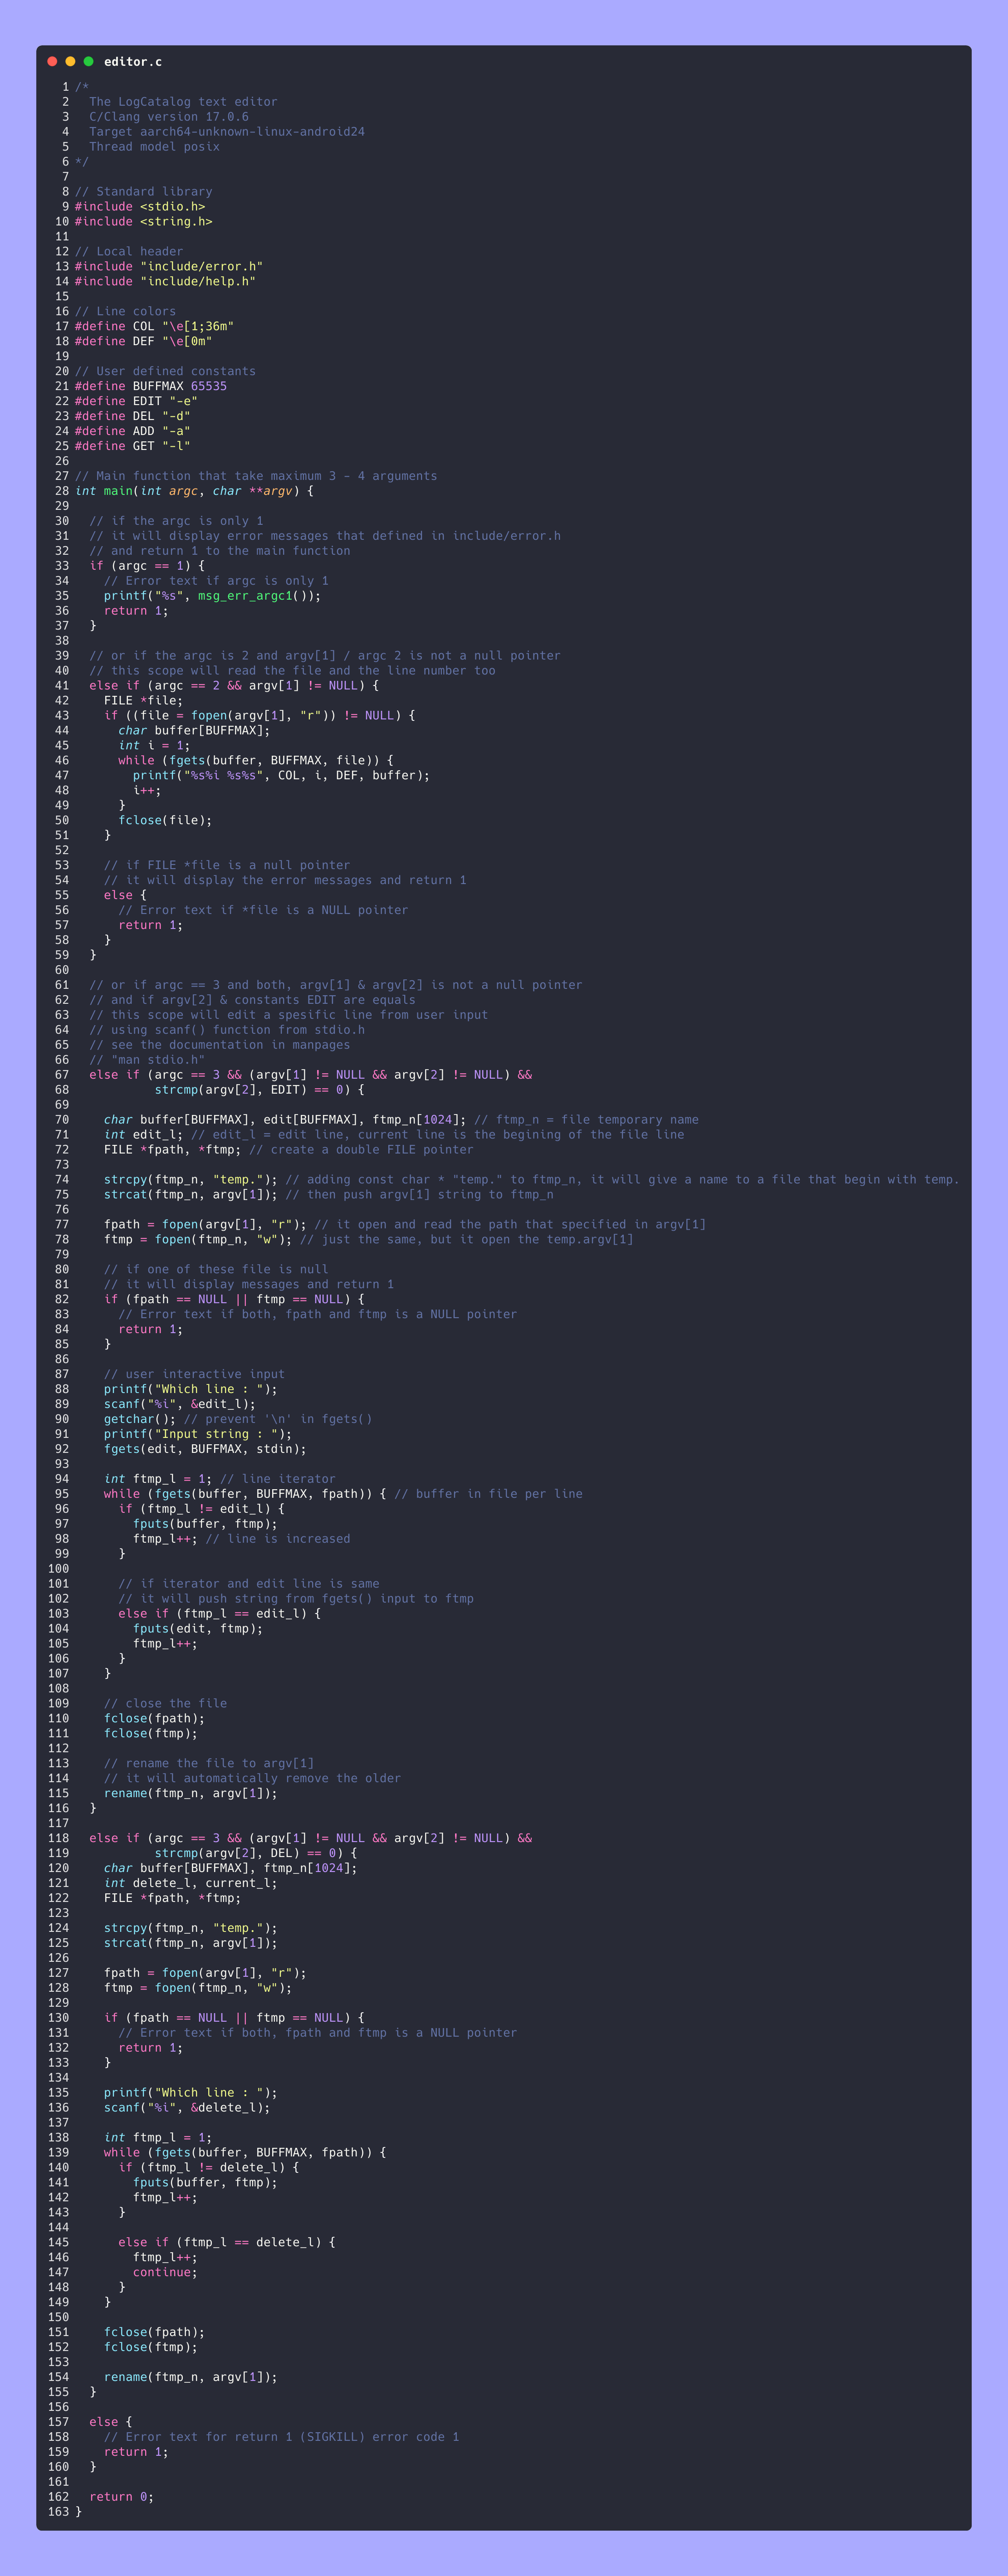 editor.c
1 /*
2   The LogCatalog text editor
3   C/Clang version 17.0.6
4   Target aarch64-unknown-linux-android24
5   Thread model posix
6 */
7
8 // Standard library
9 #include <stdio.h>
10 #include <string.h>
11
12 // Local header
13 #include "include/error.h"
14 #include "include/help.h"
15
16 // Line colors
17 #define COL "\e[1;36m"
18 #define DEF "\e[0m"
19
20 // User defined constants
21 #define BUFFMAX 65535
22 #define EDIT "-e"
23 #define DEL "-d"
24 #define ADD "-a"
25 #define GET "-l"
26
27 // Main function that take maximum 3 - 4 arguments
28 int main(int argc, char **argv) {
29
30   // if the argc is only 1
31   // it will display error messages that defined in include/error.h
32   // and return 1 to the main function
33   if (argc == 1) {
34     // Error text if argc is only 1
35     printf("%s", msg_err_argc1());
36     return 1;
37   }
38
39   // or if the argc is 2 and argv[1] / argc 2 is not a null pointer
40   // this scope will read the file and the line number too
41   else if (argc == 2 && argv[1] != NULL) {
42     FILE *file;
43     if ((file = fopen(argv[1], "r")) != NULL) {
44       char buffer[BUFFMAX];
45       int i = 1;
46       while (fgets(buffer, BUFFMAX, file)) {
47         printf("%s%i %s%s", COL, i, DEF, buffer);
48         i++;
49       }
50       fclose(file);
51     }
52
53     // if FILE *file is a null pointer
54     // it will display the error messages and return 1
55     else {
56       // Error text if *file is a NULL pointer
57       return 1;
58     }
59   }
60
61   // or if argc == 3 and both, argv[1] & argv[2] is not a null pointer
62   // and if argv[2] & constants EDIT are equals
63   // this scope will edit a spesific line from user input
64   // using scanf() function from stdio.h
65   // see the documentation in manpages
66   // "man stdio.h"
67   else if (argc == 3 && (argv[1] != NULL && argv[2] != NULL) &&
68            strcmp(argv[2], EDIT) == 0) {
69
70     char buffer[BUFFMAX], edit[BUFFMAX], ftmp_n[1024]; // ftmp_n = file temporary name
71     int edit_l; // edit_l = edit line, current line is the begining of the file line
72     FILE *fpath, *ftmp; // create a double FILE pointer
73
74     strcpy(ftmp_n, "temp."); // adding const char * "temp." to ftmp_n, it will give a name to a file that begin with temp.
75     strcat(ftmp_n, argv[1]); // then push argv[1] string to ftmp_n
76
77     fpath = fopen(argv[1], "r"); // it open and read the path that specified in argv[1]
78     ftmp = fopen(ftmp_n, "w"); // just the same, but it open the temp.argv[1]
79
80     // if one of these file is null
81     // it will display messages and return 1
82     if (fpath == NULL || ftmp == NULL) {
83       // Error text if both, fpath and ftmp is a NULL pointer
84       return 1;
85     }
86
87     // user interactive input
88     printf("Which line : ");
89     scanf("%i", &edit_l);
90     getchar(); // prevent '\n' in fgets()
91     printf("Input string : ");
92     fgets(edit, BUFFMAX, stdin);
93
94     int ftmp_l = 1; // line iterator
95     while (fgets(buffer, BUFFMAX, fpath)) { // buffer in file per line
96       if (ftmp_l != edit_l) {
97         fputs(buffer, ftmp);
98         ftmp_l++; // line is increased
99       }
100
101       // if iterator and edit line is same
102       // it will push string from fgets() input to ftmp
103       else if (ftmp_l == edit_l) {
104         fputs(edit, ftmp);
105         ftmp_l++;
106       }
107     }
108
109     // close the file
110     fclose(fpath);
111     fclose(ftmp);
112
113     // rename the file to argv[1]
114     // it will automatically remove the older
115     rename(ftmp_n, argv[1]);
116   }
117
118   else if (argc == 3 && (argv[1] != NULL && argv[2] != NULL) &&
119            strcmp(argv[2], DEL) == 0) {
120     char buffer[BUFFMAX], ftmp_n[1024];
121     int delete_l, current_l;
122     FILE *fpath, *ftmp;
123
124     strcpy(ftmp_n, "temp.");
125     strcat(ftmp_n, argv[1]);
126
127     fpath = fopen(argv[1], "r");
128     ftmp = fopen(ftmp_n, "w");
129
130     if (fpath == NULL || ftmp == NULL) {
131       // Error text if both, fpath and ftmp is a NULL pointer
132       return 1;
133     }
134
135     printf("Which line : ");
136     scanf("%i", &delete_l);
137
138     int ftmp_l = 1;
139     while (fgets(buffer, BUFFMAX, fpath)) {
140       if (ftmp_l != delete_l) {
141         fputs(buffer, ftmp);
142         ftmp_l++;
143       }
144
145       else if (ftmp_l == delete_l) {
146         ftmp_l++;
147         continue;
148       }
149     }
150
151     fclose(fpath);
152     fclose(ftmp);
153
154     rename(ftmp_n, argv[1]);
155   }
156
157   else {
158     // Error text for return 1 (SIGKILL) error code 1
159     return 1;
160   }
161
162   return 0;
163 }